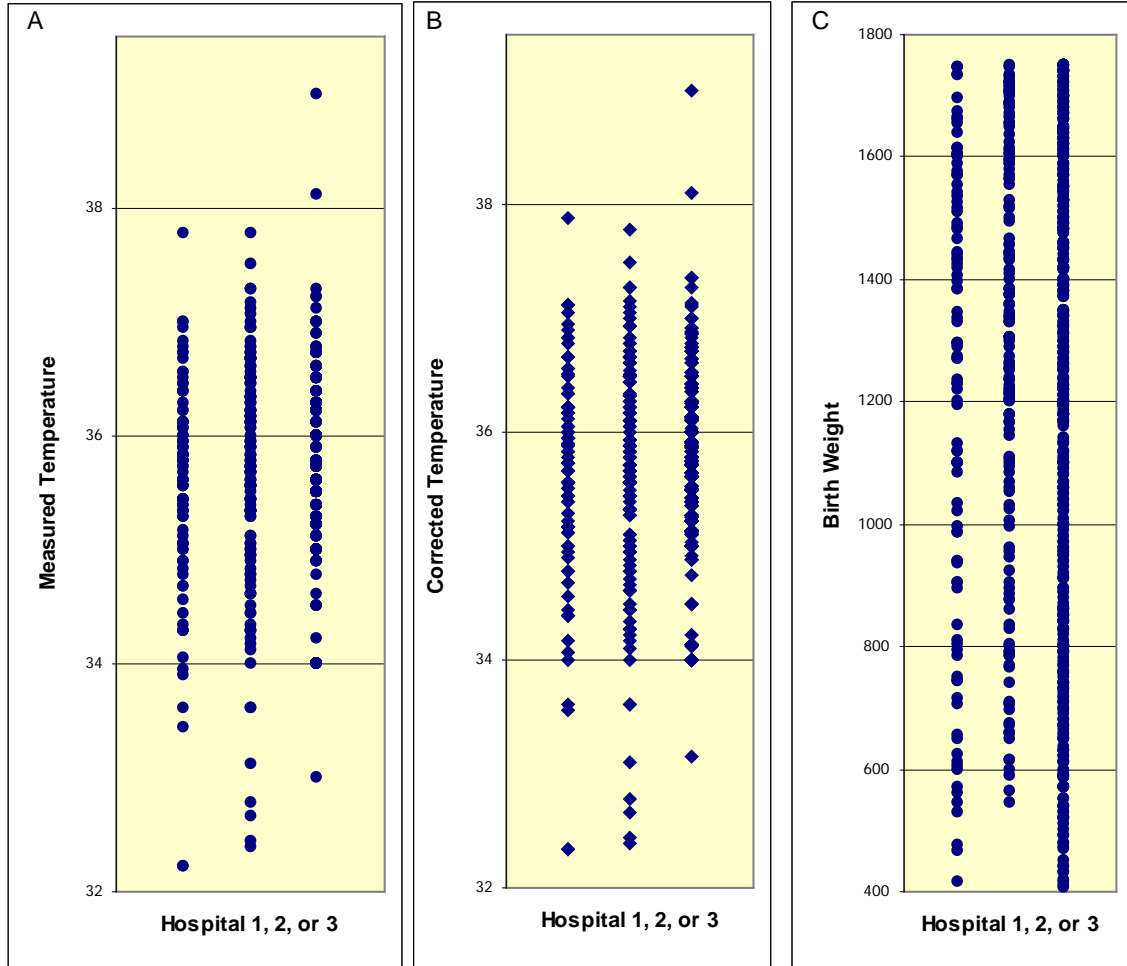 A
38
36
34
32
Measured Temperature
Hospital 1, 2, or 3
B
38
36
34
32
Corrected Temperature
Hospital 1, 2, or 3
C
1800
1600
1400
1200
1000
800
600
400
Birth Weight
Hospital 1, 2, or 3